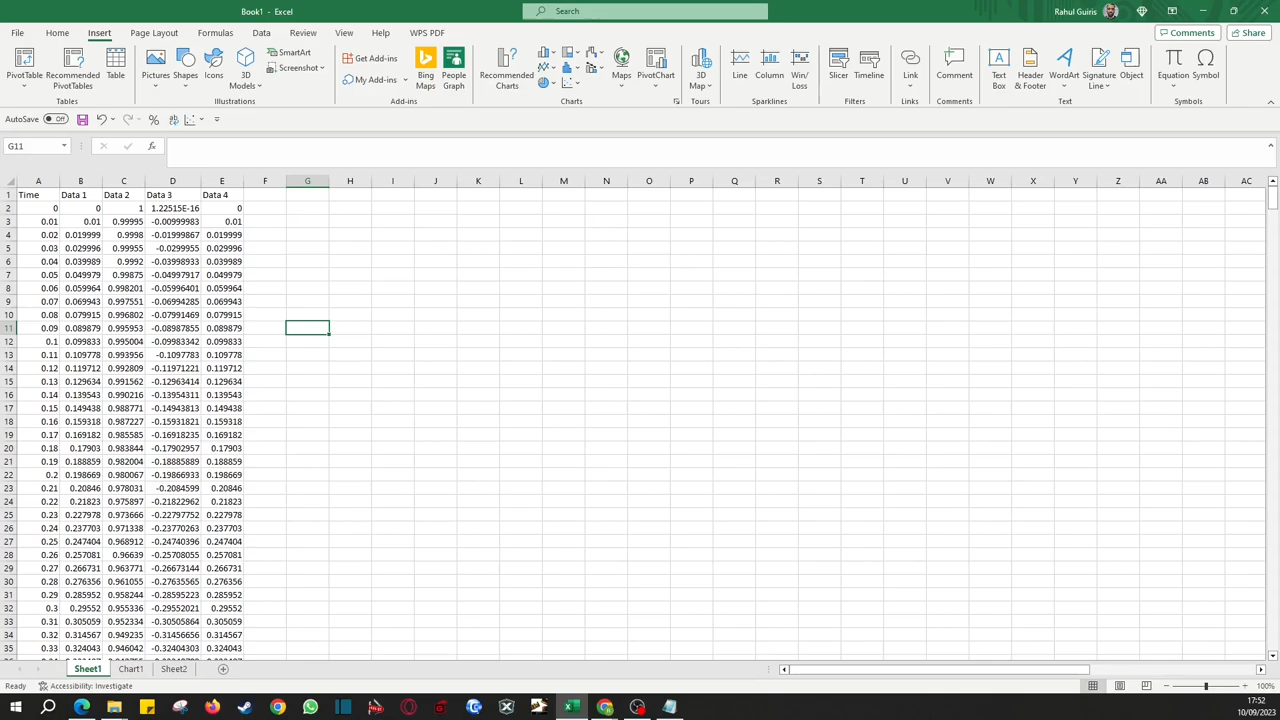 Book1 - Excel
Search
Rahul Guiris
File Home Insert Page Layout Formulas Data Review View Help WPS PDF
Comments Share
PivotTable Recommended PivotTables Table
Tables
Pictures Shapes Icons 3D Models SmartArt Screenshot
Illustrations
Get Add-ins My Add-ins Bing Maps People Graph
Add-ins
Recommended Charts Maps PivotChart
Charts
3D Map
Tours
Line Column Win/Loss
Sparklines
Slicer Timeline
Filters
Link
Links
Comment
Comments
Text Box Header & Footer WordArt Signature Line Object
Text
Equation Symbol
Symbols
AutoSave Off
G11 fx
A B C D E F G H I J K L M N O P Q R S T U V W X Y Z AA AB AC
1 Time Data 1 Data 2 Data 3 Data 4
2 0 0 1 1.22515E-16 0
3 0.01 0.01 0.99995 -0.00999983 0.01
4 0.02 0.019999 0.9998 -0.01999867 0.019999
5 0.03 0.029996 0.99955 -0.0299955 0.029996
6 0.04 0.039989 0.9992 -0.03998933 0.039989
7 0.05 0.049979 0.99875 -0.04997917 0.049979
8 0.06 0.059964 0.998201 -0.05996401 0.059964
9 0.07 0.069943 0.997551 -0.06994285 0.069943
10 0.08 0.079915 0.996802 -0.07991469 0.079915
11 0.09 0.089879 0.995953 -0.08987855 0.089879
12 0.1 0.099833 0.995004 -0.09983342 0.099833
13 0.11 0.109778 0.993956 -0.1097783 0.109778
14 0.12 0.119712 0.992809 -0.11971221 0.119712
15 0.13 0.129634 0.991562 -0.12963414 0.129634
16 0.14 0.139543 0.990216 -0.13954311 0.139543
17 0.15 0.149438 0.988771 -0.14943813 0.149438
18 0.16 0.159318 0.987227 -0.15931821 0.159318
19 0.17 0.169182 0.985585 -0.16918235 0.169182
20 0.18 0.17903 0.983844 -0.17902957 0.17903
21 0.19 0.188859 0.982004 -0.18885889 0.188859
22 0.2 0.198669 0.980067 -0.19866933 0.198669
23 0.21 0.20846 0.978031 -0.2084599 0.20846
24 0.22 0.21823 0.975897 -0.21822962 0.21823
25 0.23 0.227978 0.973666 -0.22797752 0.227978
26 0.24 0.237703 0.971338 -0.23770263 0.237703
27 0.25 0.247404 0.968912 -0.24740396 0.247404
28 0.26 0.257081 0.96639 -0.25708055 0.257081
29 0.27 0.266731 0.963771 -0.26673144 0.266731
30 0.28 0.276356 0.961055 -0.27635565 0.276356
31 0.29 0.285952 0.958244 -0.28595223 0.285952
32 0.3 0.29552 0.955336 -0.29552021 0.29552
33 0.31 0.305059 0.952334 -0.30505864 0.305059
34 0.32 0.314567 0.949235 -0.31456656 0.314567
35 0.33 0.324043 0.946042 -0.32404303 0.324043
Sheet1 Chart1 Sheet2
Ready Accessibility: Investigate 100%
17:52
10/09/2023